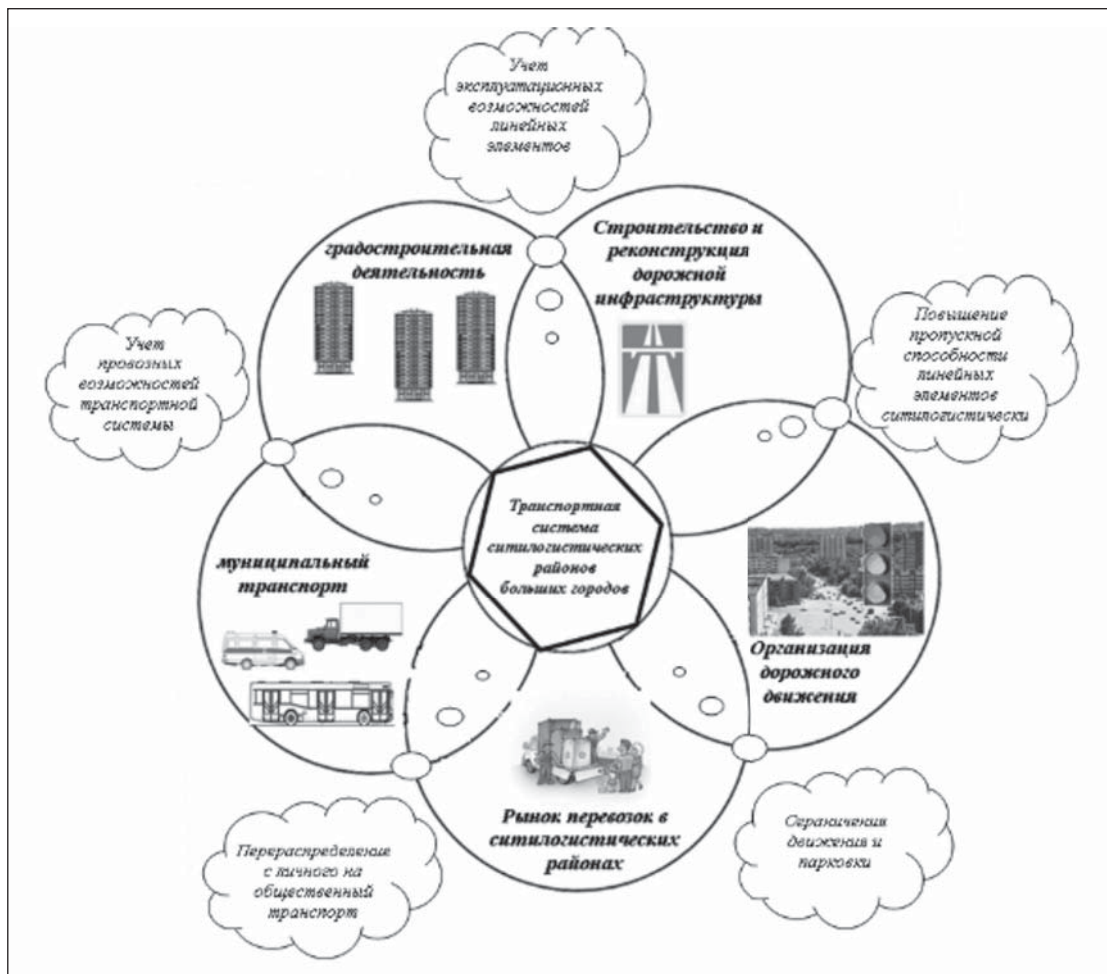 Учет
эксплуатационных
возможностей
линейных
элементов
градостроительная
деятельность
Строительство и
реконструкция
дорожной
инфраструктуры
Учет
провозных
возможностей
транспортной
системы
Повышение
пропускной
способности
линейных
элементов
ситилогистически
Транспортная
система
ситилогистических
районов
больших городов
муниципальный
транспорт
Организация
дорожного
движения
Рынок перевозок в
ситилогистических
районах
Перераспределение
с личного на
общественный
транспорт
Ограничения
движения и
парковки